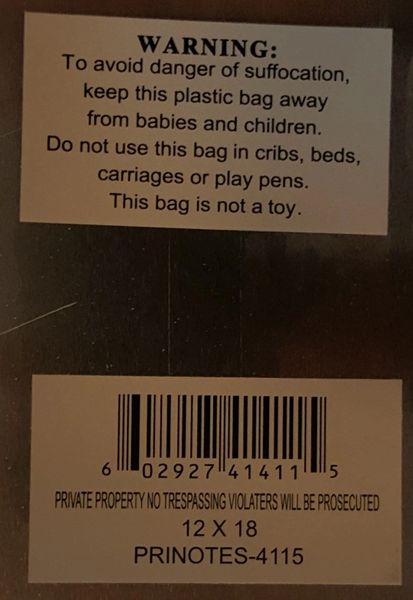 WARNING:
To avoid danger of suffocation,
keep this plastic bag away
from babies and children.
Do not use this bag in cribs, beds,
carriages or play pens.
This bag is not a toy.
6 02927 41411 5
PRIVATE PROPERTY NO TRESPASSING VIOLATERS WILL BE PROSECUTED
12 X 18
PRINOTES-4115